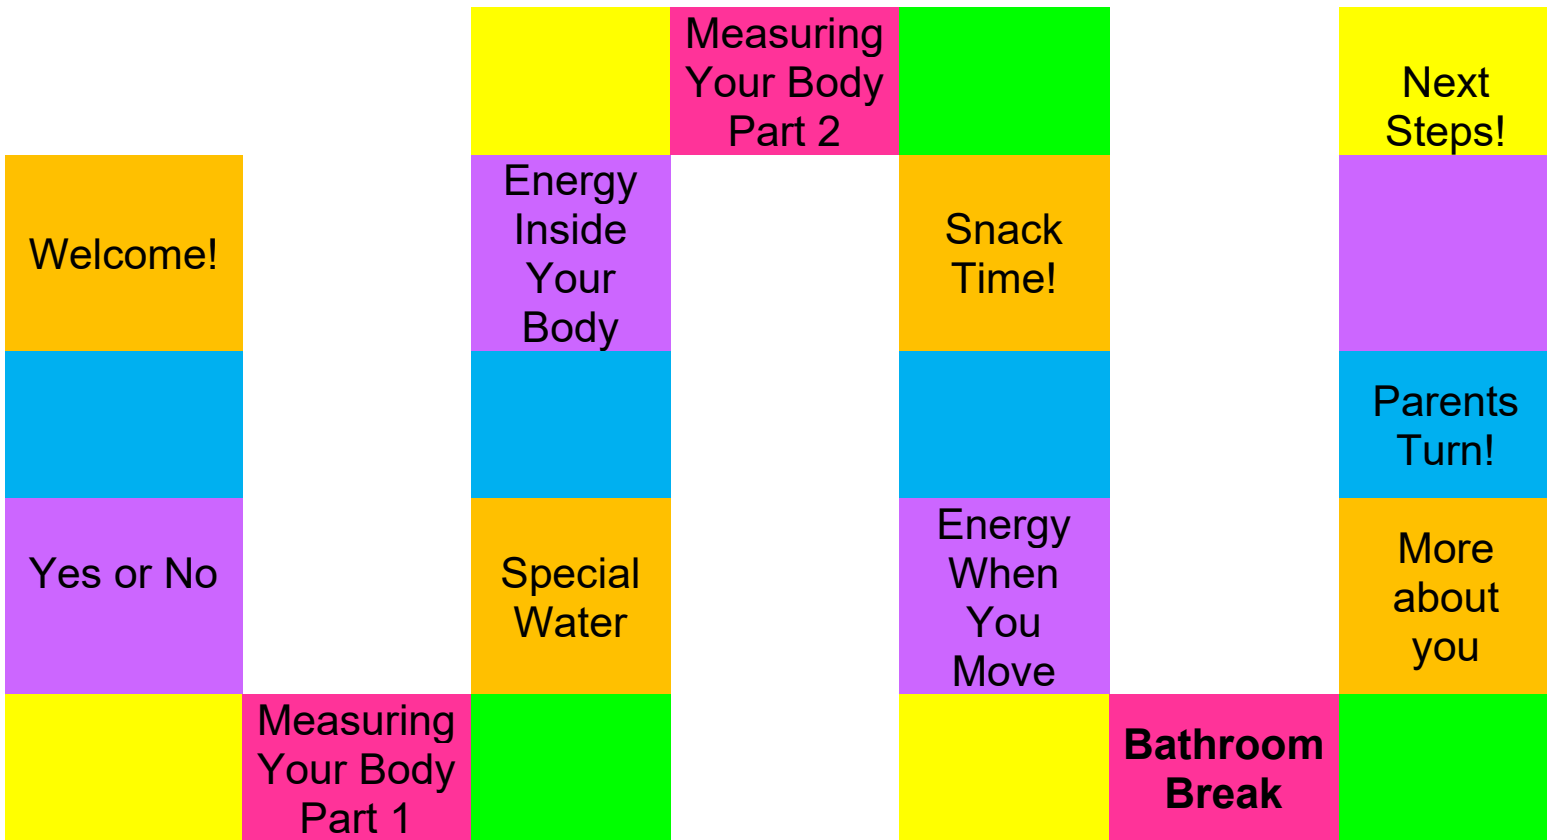 Welcome!
Yes or No
Measuring
Your Body
Part 1
Special
Water
Energy
Inside
Your
Body
Measuring
Your Body
Part 2
Snack
Time!
Energy
When
You
Move
Bathroom
Break
More
about
you
Parents
Turn!
Next
Steps!